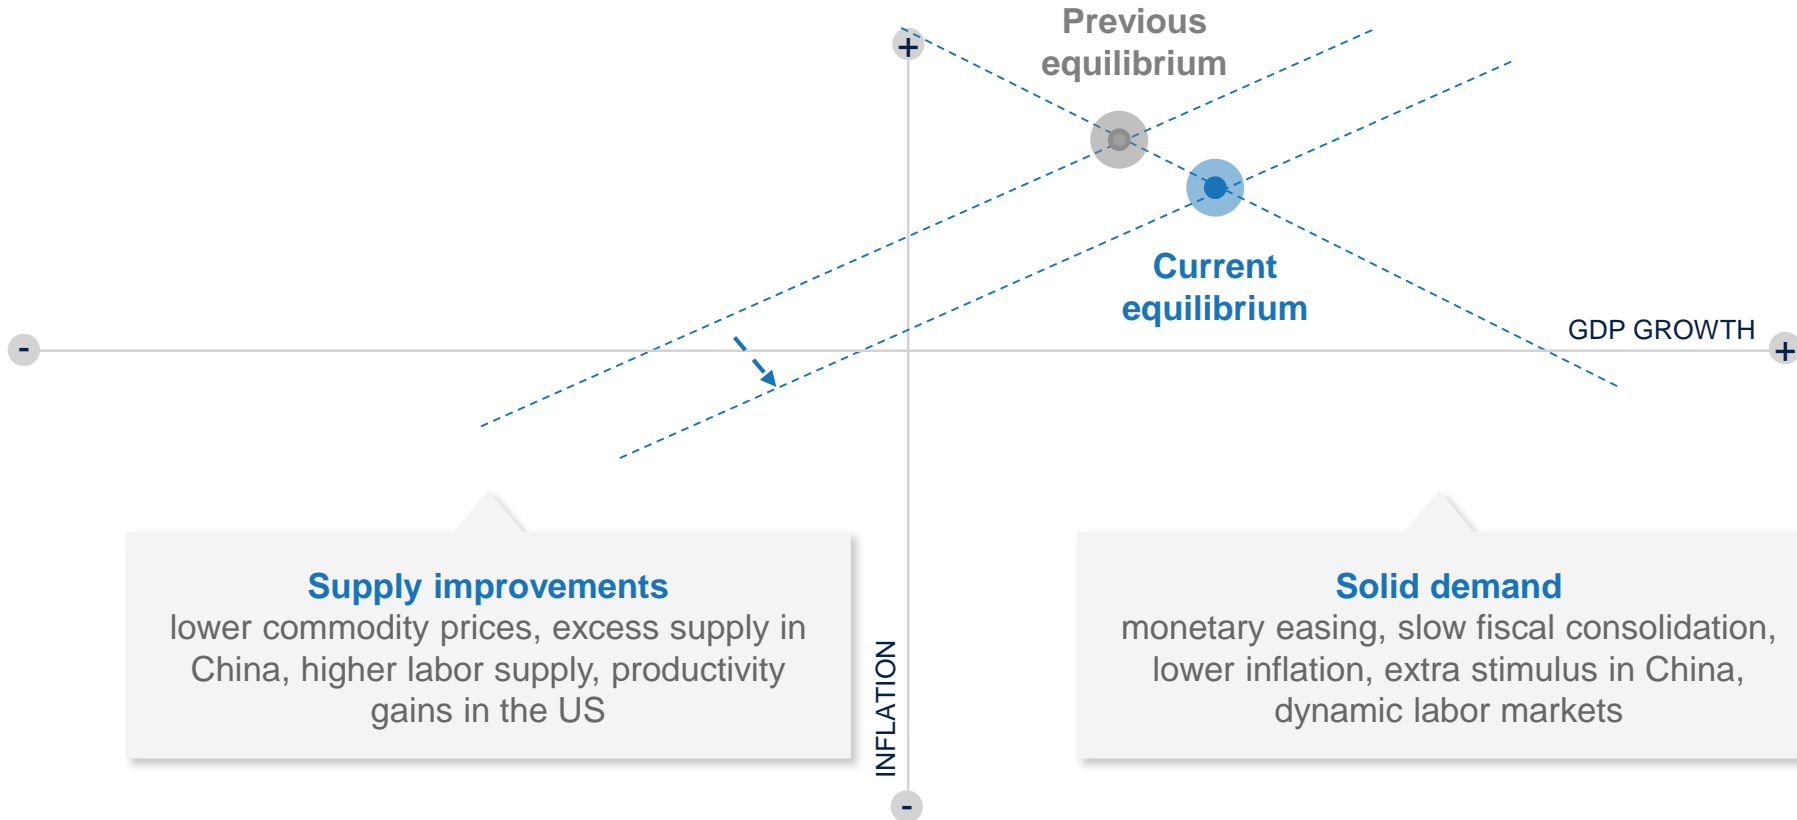 Previous
equilibrium
+
Current
equilibrium
GDP GROWTH
-
+
Supply improvements
lower commodity prices, excess supply in
China, higher labor supply, productivity
gains in the US
INFLATION
Solid demand
monetary easing, slow fiscal consolidation,
lower inflation, extra stimulus in China,
dynamic labor markets
-